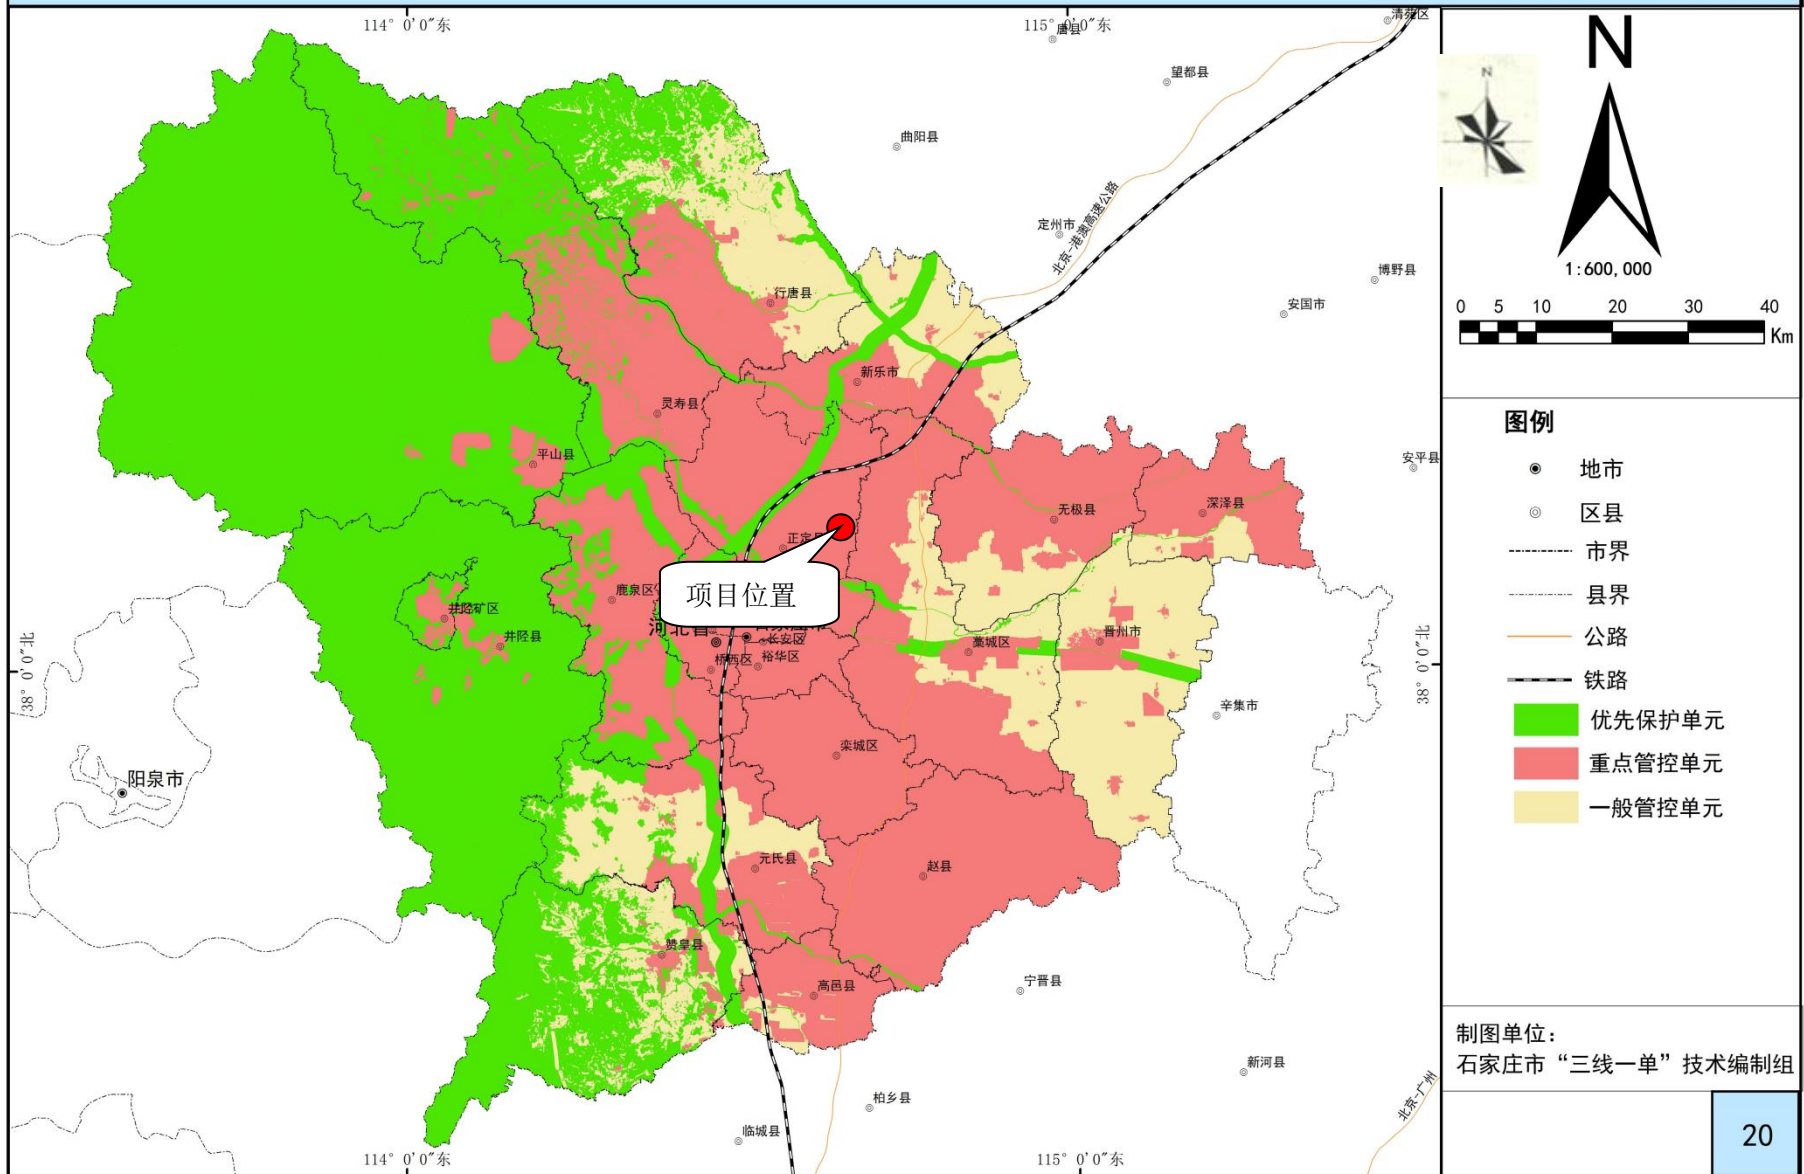 114° 0′0″东
115° 0′0″东
清苑区
唐县
望都县
曲阳县
定州市
北京-港澳高速公路
博野县
安国市
行唐县
新乐市
灵寿县
平山县
安平县
无极县
深泽县
正定
项目位置
鹿泉区
井陉矿区
井陉县
河北省
长安区
桥西区
裕华区
藁城区
晋州市
38° 0′0″北
38° 0′0″北
辛集市
栾城区
阳泉市
元氏县
赵县
赞皇县
高邑县
宁晋县
新河县
柏乡县
临城县
北京-广州
114° 0′0″东
115° 0′0″东
N
N
1:600,000
0 5 10 20 30 40
Km
图例
地市
区县
市界
县界
公路
铁路
优先保护单元
重点管控单元
一般管控单元
制图单位：
石家庄市“三线一单”技术编制组
20